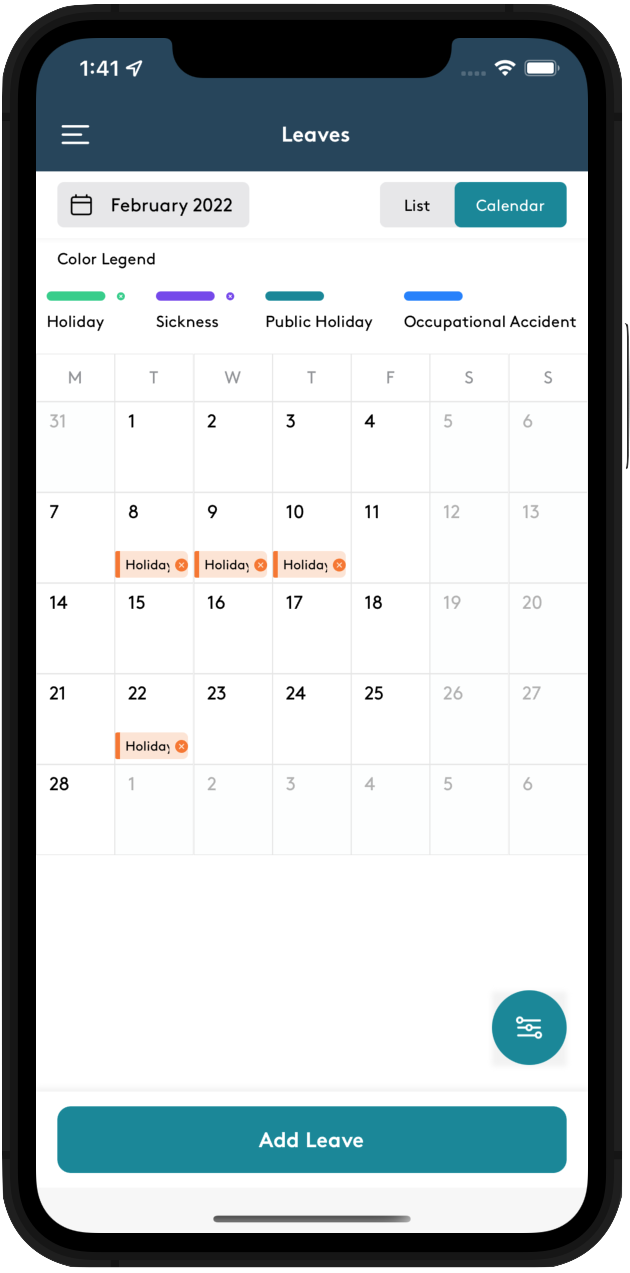 1:41
Leaves
February 2022 List Calendar
Color Legend
Holiday Sickness Public Holiday Occupational Accident
M T W T F S S
31 1 2 3 4 5 6
7 8 9 10 11 12 13
Holiday Holiday Holiday
14 15 16 17 18 19 20
21 22 23 24 25 26 27
Holiday
28 1 2 3 4 5 6
Add Leave